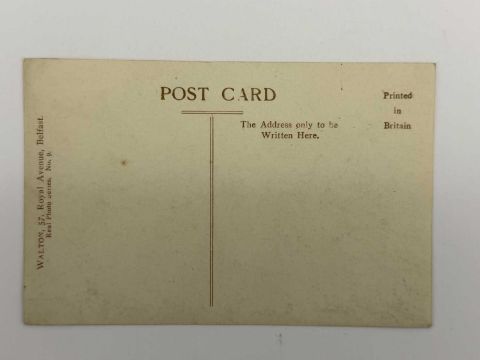 POST CARD
The Address only to be
Written Here.
Printed
in
Britain
WALTON, 57, Royal Avenue, Belfast.
Real Photo Series. No. 9.